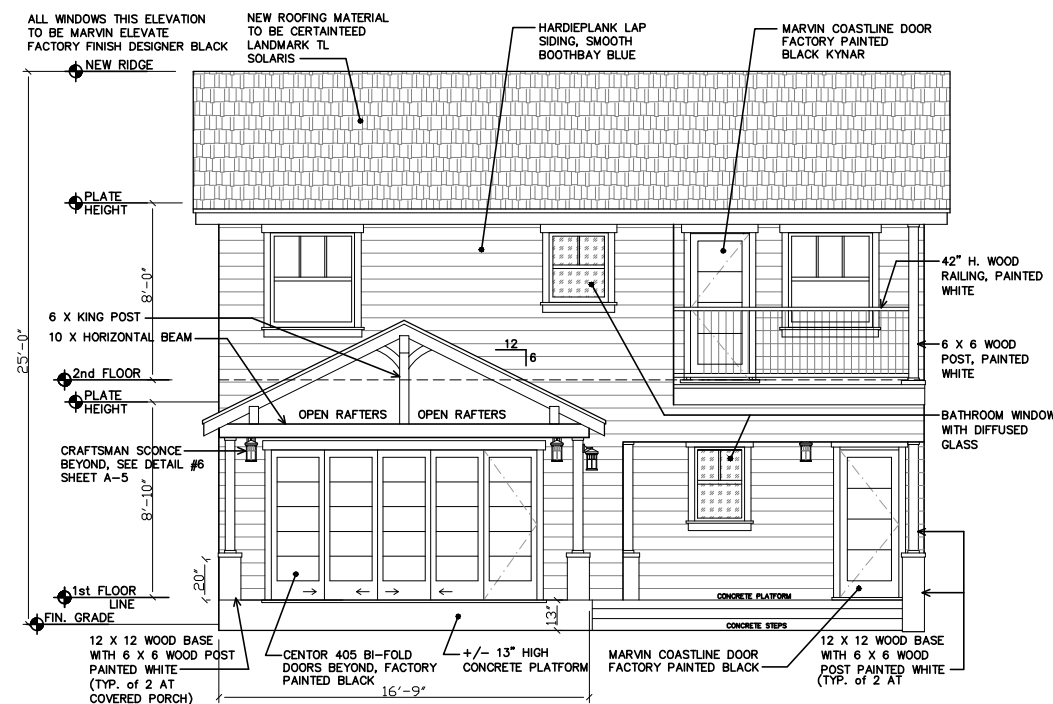 ALL WINDOWS THIS ELEVATION
TO BE MARVIN ELEVATE
FACTORY FINISH DESIGNER BLACK
NEW ROOFING MATERIAL
TO BE CERTAINTEED
LANDMARK TL
SOLARIS
HARDIEPLANK LAP
SIDING, SMOOTH
BOOTHBAY BLUE
MARVIN COASTLINE DOOR
FACTORY PAINTED
BLACK KYNAR
NEW RIDGE
PLATE
HEIGHT
8'-0"
25'-0"
42" H. WOOD
RAILING, PAINTED
WHITE
6 X KING POST
10 X HORIZONTAL BEAM
12
6
6 X 6 WOOD
POST, PAINTED
WHITE
2nd FLOOR
PLATE
HEIGHT
OPEN RAFTERS
OPEN RAFTERS
BATHROOM WINDOW
WITH DIFFUSED
GLASS
CRAFTSMAN SCONCE
BEYOND, SEE DETAIL #6
SHEET A-5
8'-10"
20"
1st FLOOR
LINE
FIN. GRADE
13"
CONCRETE PLATFORM
CONCRETE STEPS
12 X 12 WOOD BASE
WITH 6 X 6 WOOD POST
PAINTED WHITE
(TYP. of 2 AT
COVERED PORCH)
CENTOR 405 BI-FOLD
DOORS BEYOND, FACTORY
PAINTED BLACK
+/- 13" HIGH
CONCRETE PLATFORM
MARVIN COASTLINE DOOR
FACTORY PAINTED BLACK
12 X 12 WOOD BASE
WITH 6 X 6 WOOD
POST PAINTED WHITE
(TYP. of 2 AT
16'-9"